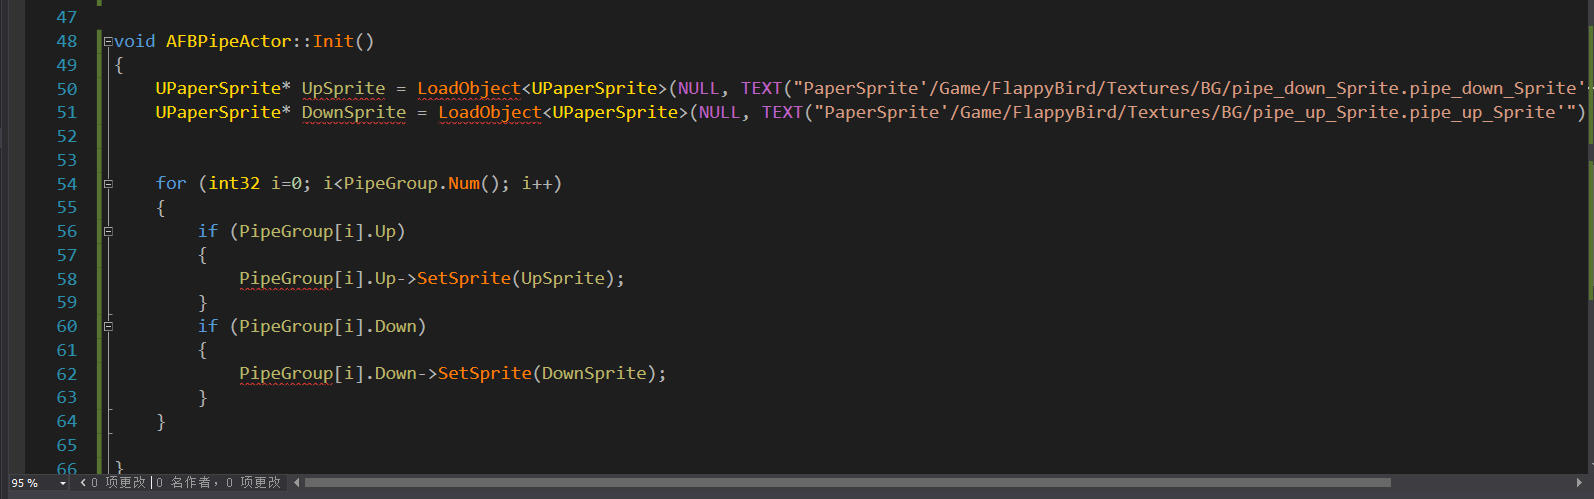 47
48 void AFBPipeActor::Init()
49 {
50 UPaperSprite* UpSprite = LoadObject<UPaperSprite>(NULL, TEXT("PaperSprite'/Game/FlappyBird/Textures/BG/pipe_down_Sprite.pipe_down_Sprite'
51 UPaperSprite* DownSprite = LoadObject<UPaperSprite>(NULL, TEXT("PaperSprite'/Game/FlappyBird/Textures/BG/pipe_up_Sprite.pipe_up_Sprite'")
52
53
54 for (int32 i=0; i<PipeGroup.Num(); i++)
55 {
56 if (PipeGroup[i].Up)
57 {
58 PipeGroup[i].Up->SetSprite(UpSprite);
59 }
60 if (PipeGroup[i].Down)
61 {
62 PipeGroup[i].Down->SetSprite(DownSprite);
63 }
64 }
65
66 }
95 % 0 项更改 | 0 名作者，0 项更改